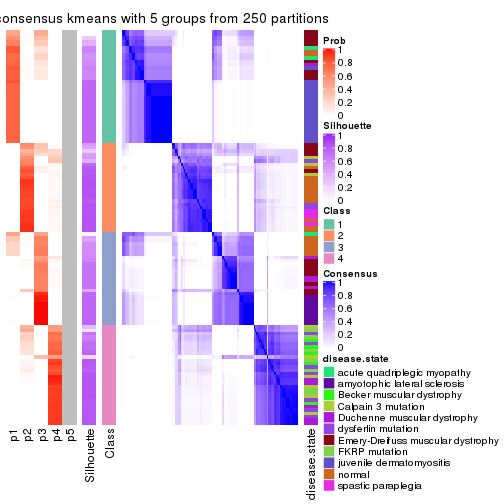 consensus kmeans with 5 groups from 250 partitions
Prob
1
0.8
0.6
0.4
0.2
0
Silhouette
1
0.8
0.6
0.4
0.2
0
Class
1
2
3
4
Consensus
1
0.8
0.6
0.4
0.2
0
disease.state
acute quadriplegic myopathy
amyotophic lateral sclerosis
Becker muscular dystrophy
Calpain 3 mutation
Duchenne muscular dystrophy
dysferlin mutation
Emery-Dreifuss muscular dystrophy
FKRP mutation
juvenile dermatomyositis
normal
spastic paraplegia
p1
p2
p3
p4
p5
Silhouette
Class
disease.state